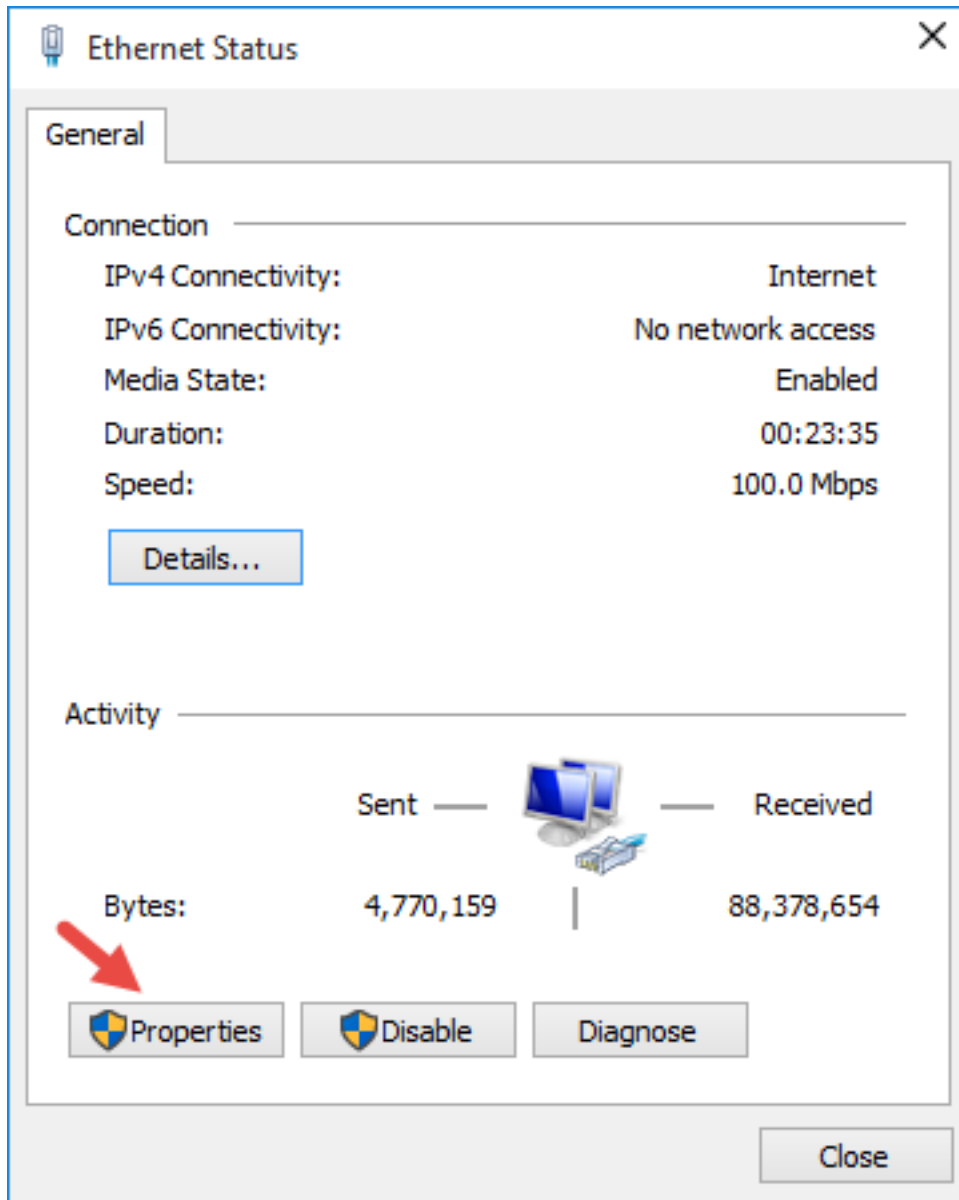 Ethernet Status
General
Connection
IPv4 Connectivity: Internet
IPv6 Connectivity: No network access
Media State: Enabled
Duration: 00:23:35
Speed: 100.0 Mbps
Details...
Activity
Sent Received
Bytes: 4,770,159 88,378,654
Properties Disable Diagnose
Close